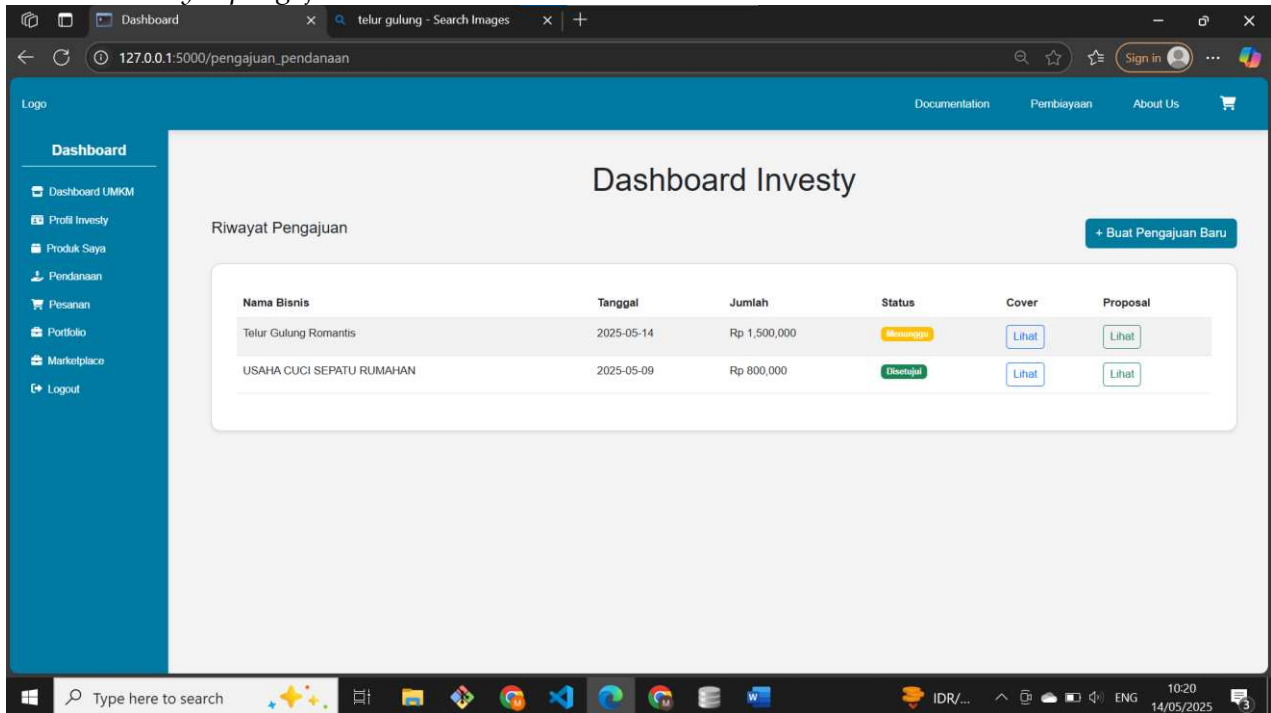 Dashboard
telur gulung - Search Images
127.0.0.1:5000/pengajuan_pendanaan
Sign in
Logo
Documentation Pembiayaan About Us
Dashboard
Dashboard UMKM
Profil Investy
Produk Saya
Pendanaan
Pesanan
Portfolio
Marketplace
Logout
Dashboard Investy
Riwayat Pengajuan
+ Buat Pengajuan Baru
Nama Bisnis Tanggal Jumlah Status Cover Proposal
Telur Gulung Romantis 2025-05-14 Rp 1,500,000 Menunggu Lihat Lihat
USAHA CUCI SEPATU RUMAHAN 2025-05-09 Rp 800,000 Disetujui Lihat Lihat
Type here to search
IDR/...
ENG
10:20
14/05/2025
3